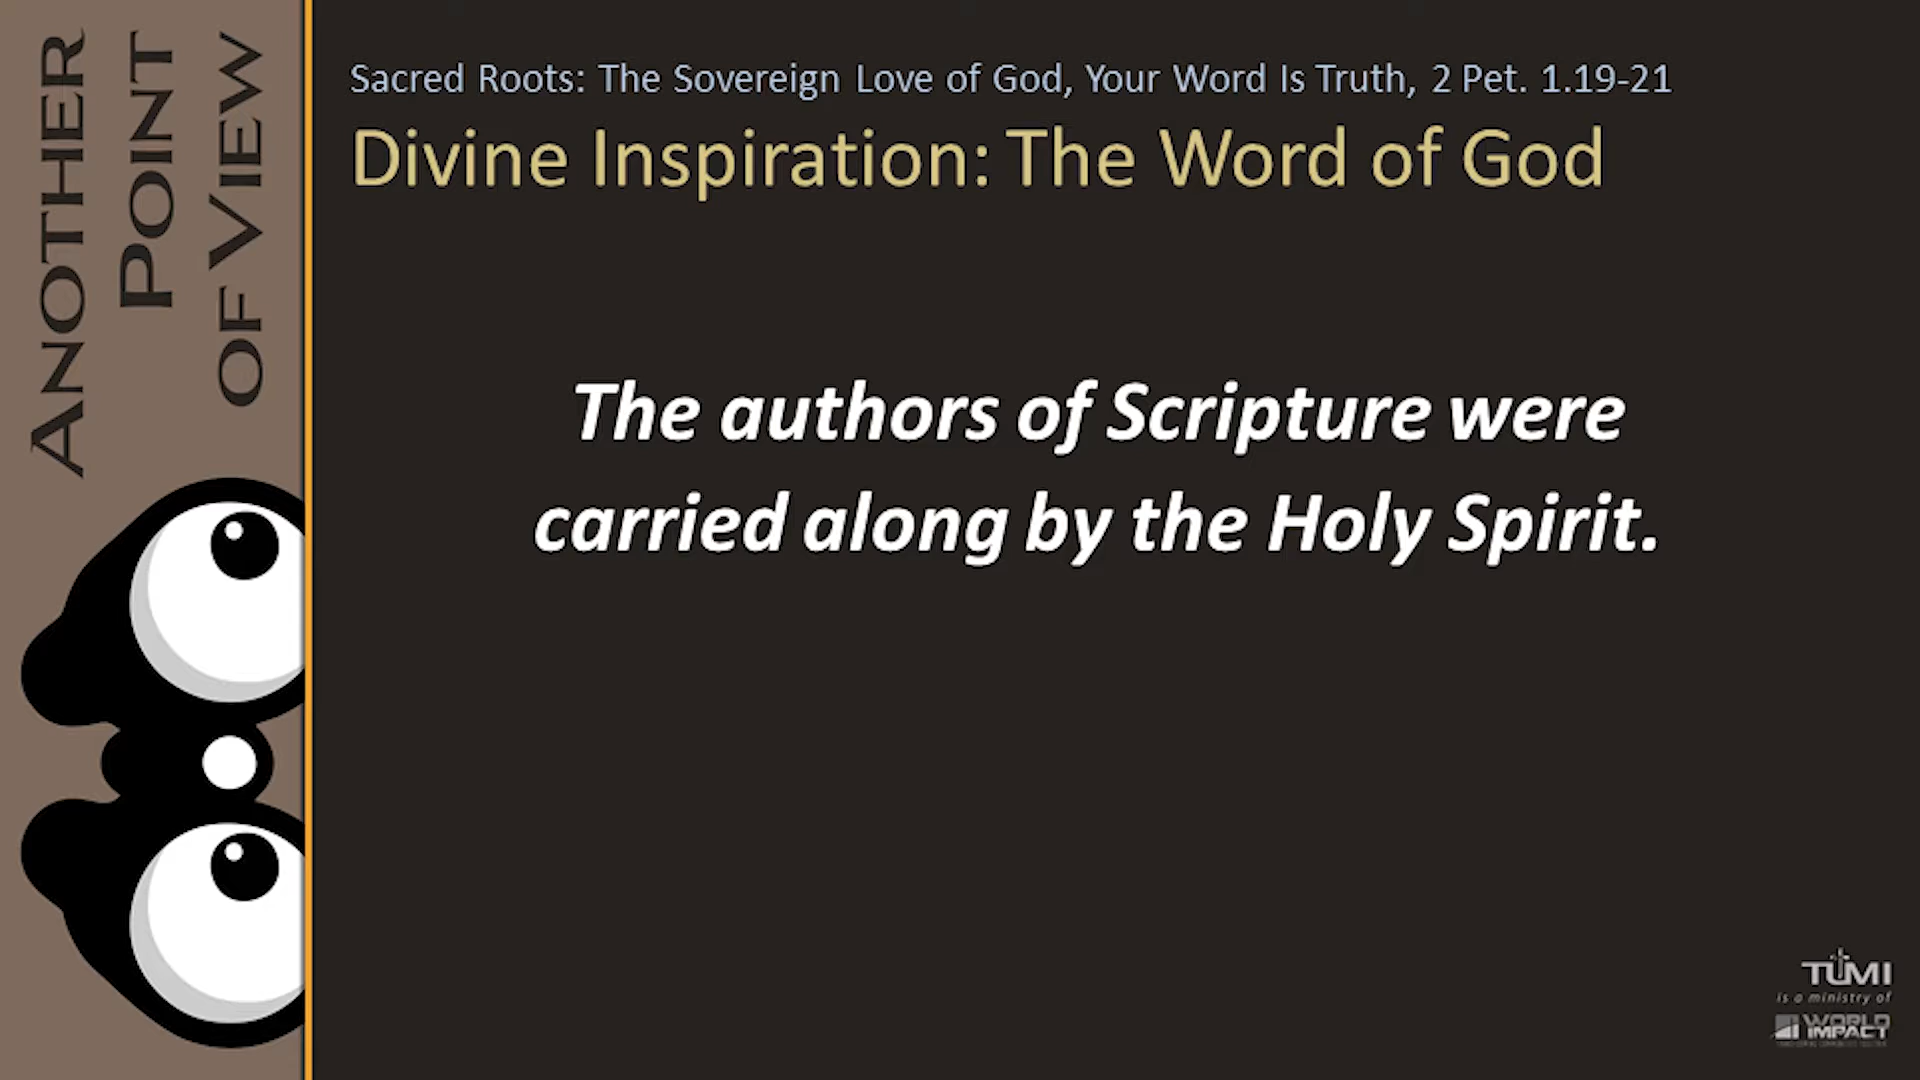 ANOTHER
POINT
OF VIEW
Sacred Roots: The Sovereign Love of God, Your Word Is Truth, 2 Pet. 1.19-21
Divine Inspiration: The Word of God
The authors of Scripture were
carried along by the Holy Spirit.
TUMI
is a ministry of
WORLD
IMPACT